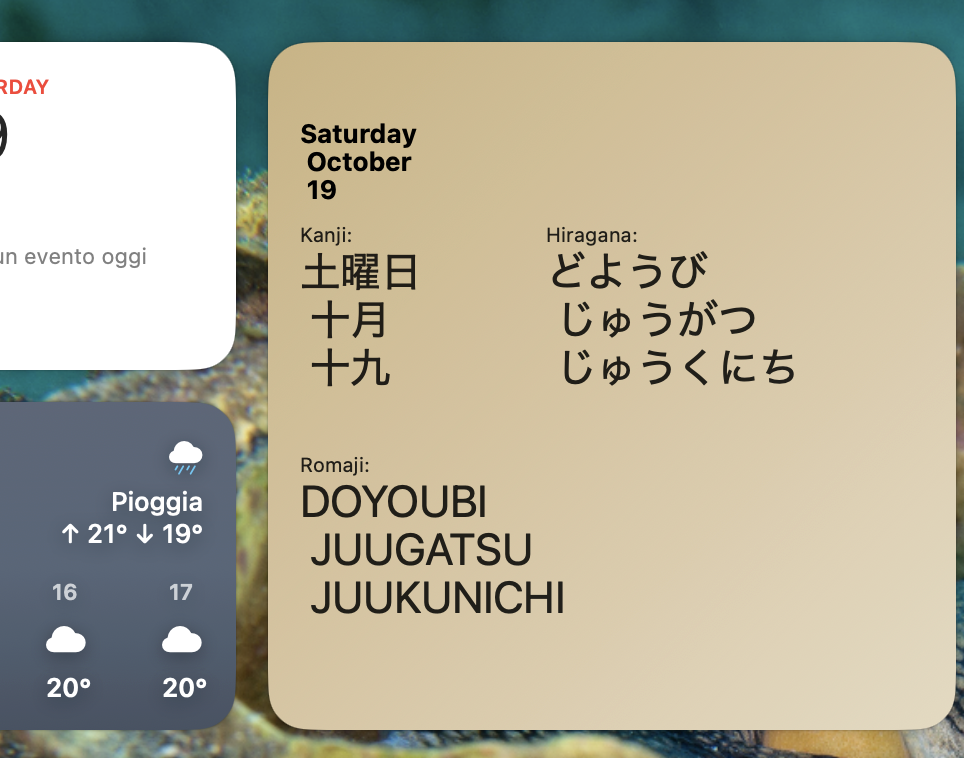 RDAY
9
un evento oggi
Pioggia
↑ 21° ↓ 19°
16 17
20° 20°
Saturday
October
19
Kanji: Hiragana:
土曜日 どようび
十月 じゅうがつ
十九 じゅうくにち
Romaji:
DOYOUBI
JUUGATSU
JUUKUNICHI